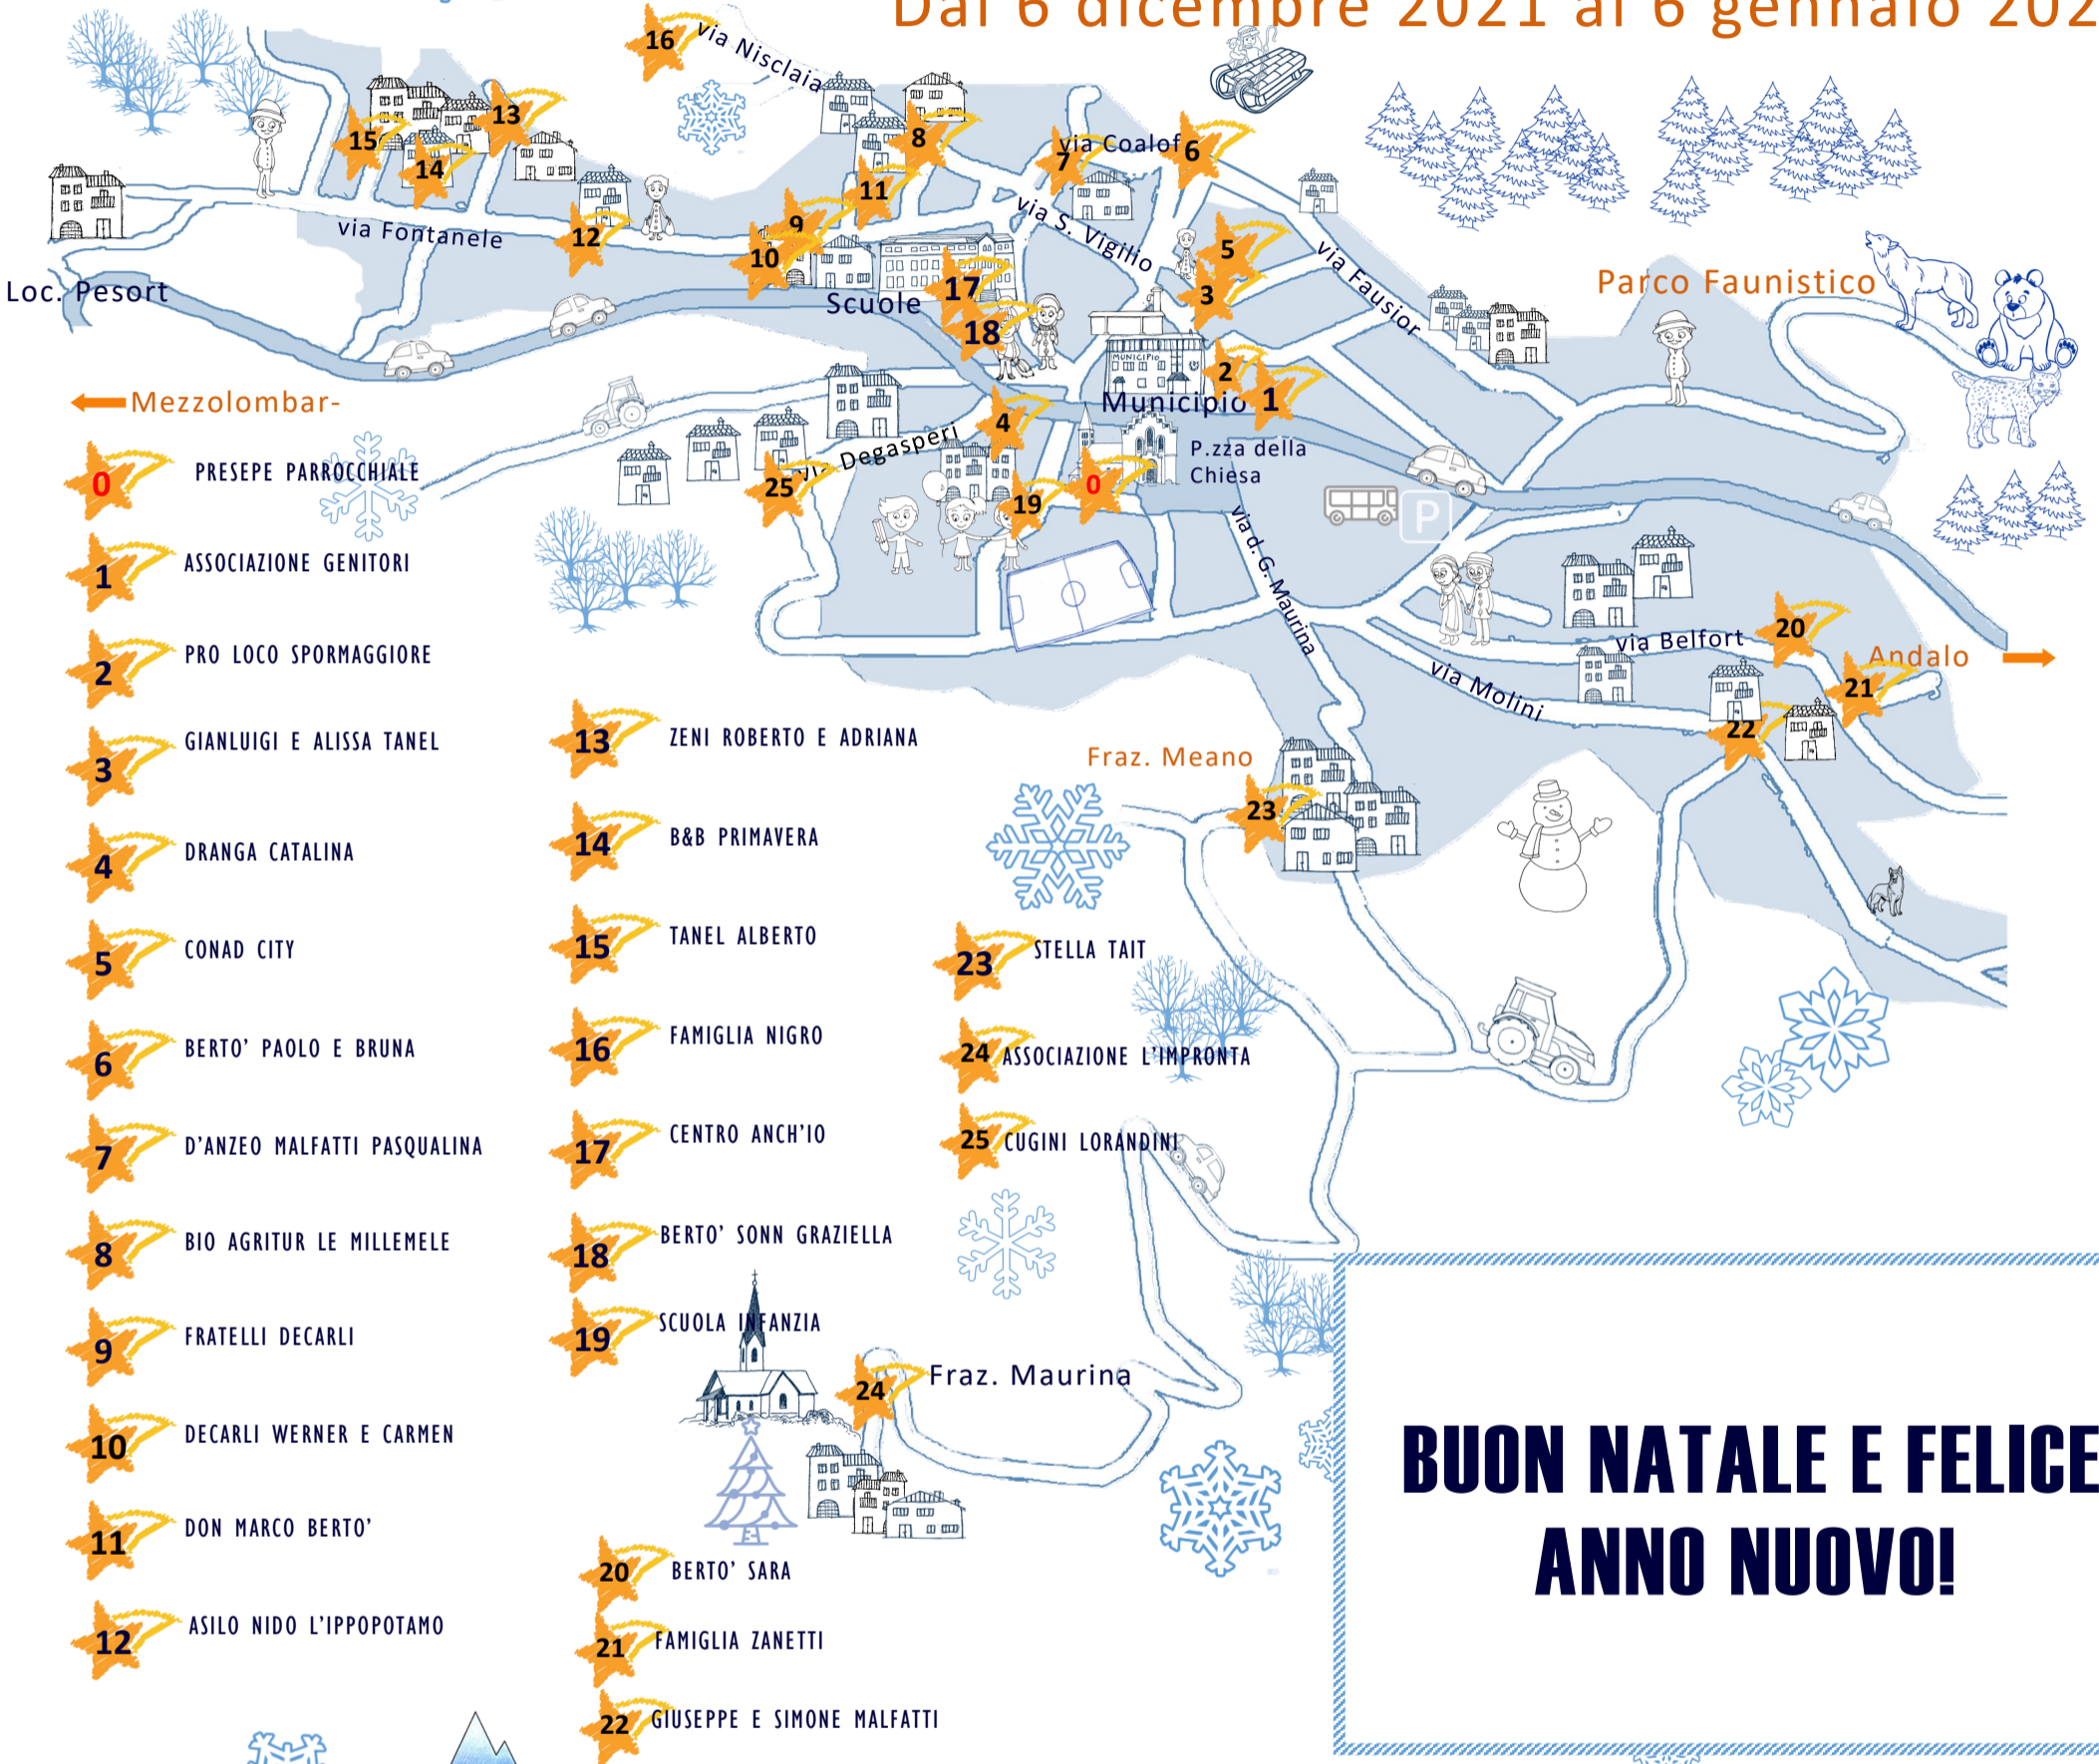 Dal 6 dicembre 2021 al 6 gennaio 202
16
via Nisclaia
13
15
14
8
via Coalof
6
7
11
via Fontanele
12
9
10
via S. Vigilio
5
3
via Fausior
Parco Faunistico
Loc. Pesort
Scuole
17
18
MUNICIPIO
2
1
Municipio
Mezzolombar-
4
via Degasperi
25
19
0
P.zza della
Chiesa
P
via d. G. Maurina
via Belfort
20
Andalo
21
via Molini
22
Fraz. Meano
23
0 PRESEPE PARROCCHIALE
1 ASSOCIAZIONE GENITORI
2 PRO LOCO SPORMAGGIORE
3 GIANLUIGI E ALISSA TANEL
4 DRANGA CATALINA
5 CONAD CITY
6 BERTO' PAOLO E BRUNA
7 D'ANZEO MALFATTI PASQUALINA
8 BIO AGRITUR LE MILLEMELE
9 FRATELLI DECARLI
10 DECARLI WERNER E CARMEN
11 DON MARCO BERTO'
12 ASILO NIDO L'IPPOPOTAMO
13 ZENI ROBERTO E ADRIANA
14 B&B PRIMAVERA
15 TANEL ALBERTO
16 FAMIGLIA NIGRO
17 CENTRO ANCH'IO
18 BERTO' SONN GRAZIELLA
19 SCUOLA INFANZIA
20 BERTO' SARA
21 FAMIGLIA ZANETTI
22 GIUSEPPE E SIMONE MALFATTI
23 STELLA TAIT
24 ASSOCIAZIONE L'IMPRONTA
25 CUGINI LORANDINI
24
Fraz. Maurina
BUON NATALE E FELICE
ANNO NUOVO!